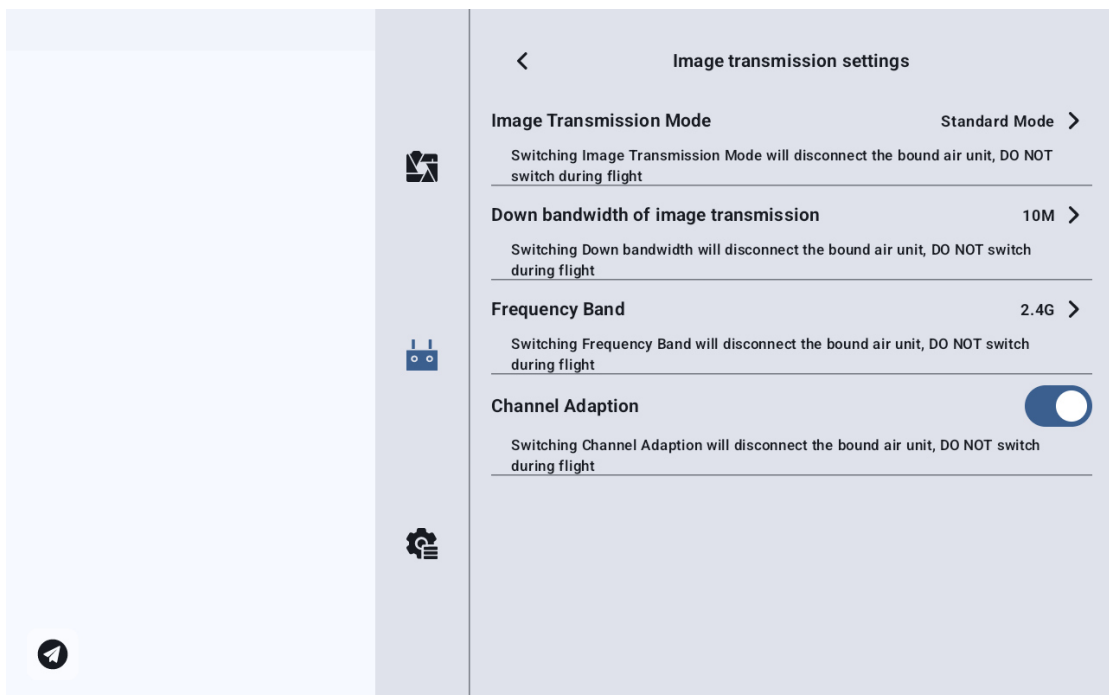 Image transmission settings
Image Transmission Mode
Standard Mode
Switching Image Transmission Mode will disconnect the bound air unit, DO NOT
switch during flight
Down bandwidth of image transmission
10M
Switching Down bandwidth will disconnect the bound air unit, DO NOT switch
during flight
Frequency Band
2.4G
Switching Frequency Band will disconnect the bound air unit, DO NOT switch
during flight
Channel Adaption
Switching Channel Adaption will disconnect the bound air unit, DO NOT switch
during flight